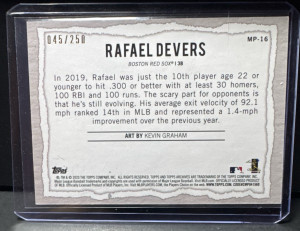 045/250
MP-16
RAFAEL DEVERS
BOSTON RED SOX® | 3B
In 2019, Rafael was just the 10th player age 22 or
younger to hit .300 or better with at least 30 homers,
100 RBI and 100 runs. The scary part for opponents is
that he's still evolving. His average exit velocity of 92.1
mph ranked 14th in MLB and represents a 1.4-mph
improvement over the previous year.
ART BY KEVIN GRAHAM
Topps